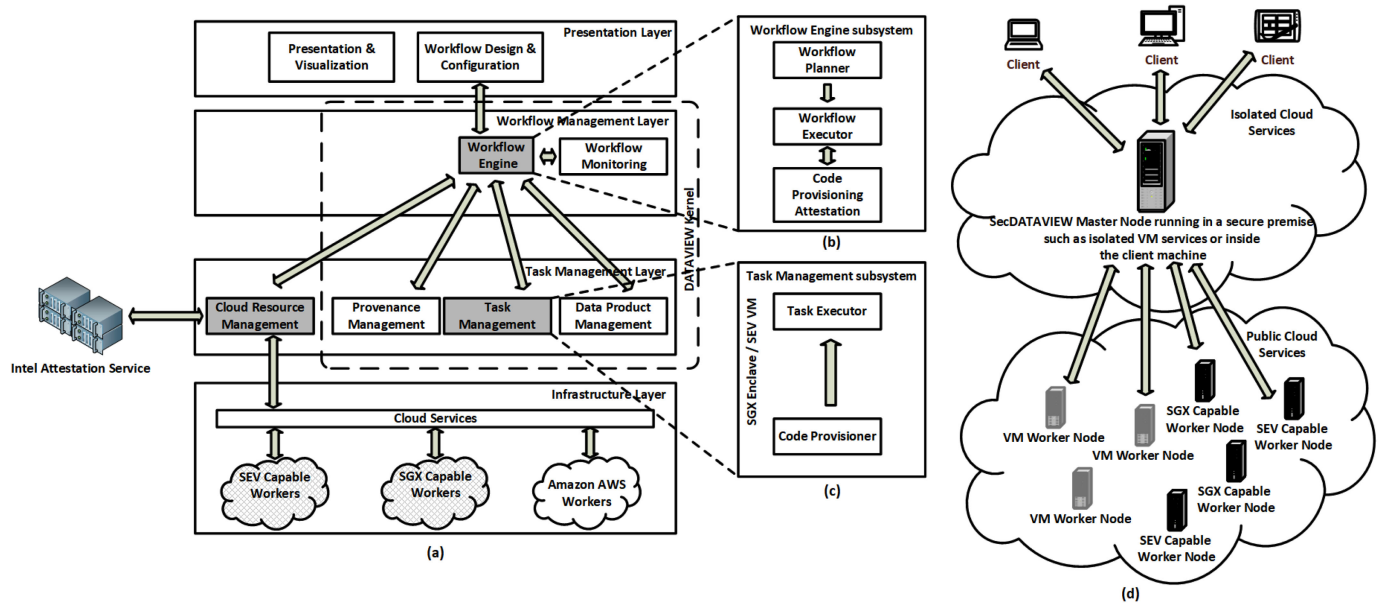 Presentation Layer
Presentation &
Visualization
Workflow Design &
Configuration
Workflow Management Layer
Workflow
Engine
Workflow
Monitoring
DATAVIEW Kernel
Task Management Layer
Cloud Resource
Management
Provenance
Management
Task
Management
Data Product
Management
Intel Attestation Service
Infrastructure Layer
Cloud Services
SEV Capable
Workers
SGX Capable
Workers
Amazon AWS
Workers
(a)
Workflow Engine subsystem
Workflow
Planner
Workflow
Executor
Code
Provisioning
Attestation
(b)
Task Management subsystem
SGX Enclave / SEV VM
Task Executor
Code Provisioner
(c)
Client
Client
Client
Isolated Cloud
Services
SecDATAVIEW Master Node running in a secure premise
such as isolated VM services or inside
the client machine
Public Cloud
Services
VM Worker Node
VM Worker Node
SGX Capable
Worker Node
SEV Capable
Worker Node
VM Worker Node
SGX Capable
Worker Node
SEV Capable
Worker Node
(d)